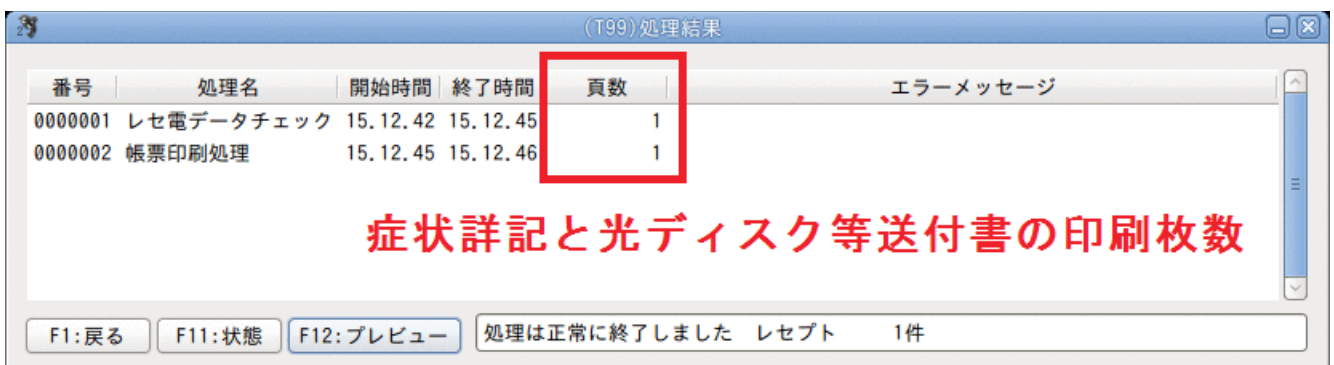 (T99)処理結果
番号 処理名 開始時間 終了時間 頁数 エラーメッセージ
0000001 レセ電データチェック 15.12.42 15.12.45 1
0000002 帳票印刷処理 15.12.45 15.12.46 1
症状詳記と光ディスク等送付書の印刷枚数
F1:戻る F11:状態 F12:プレビュー 処理は正常に終了しました レセプト 1件